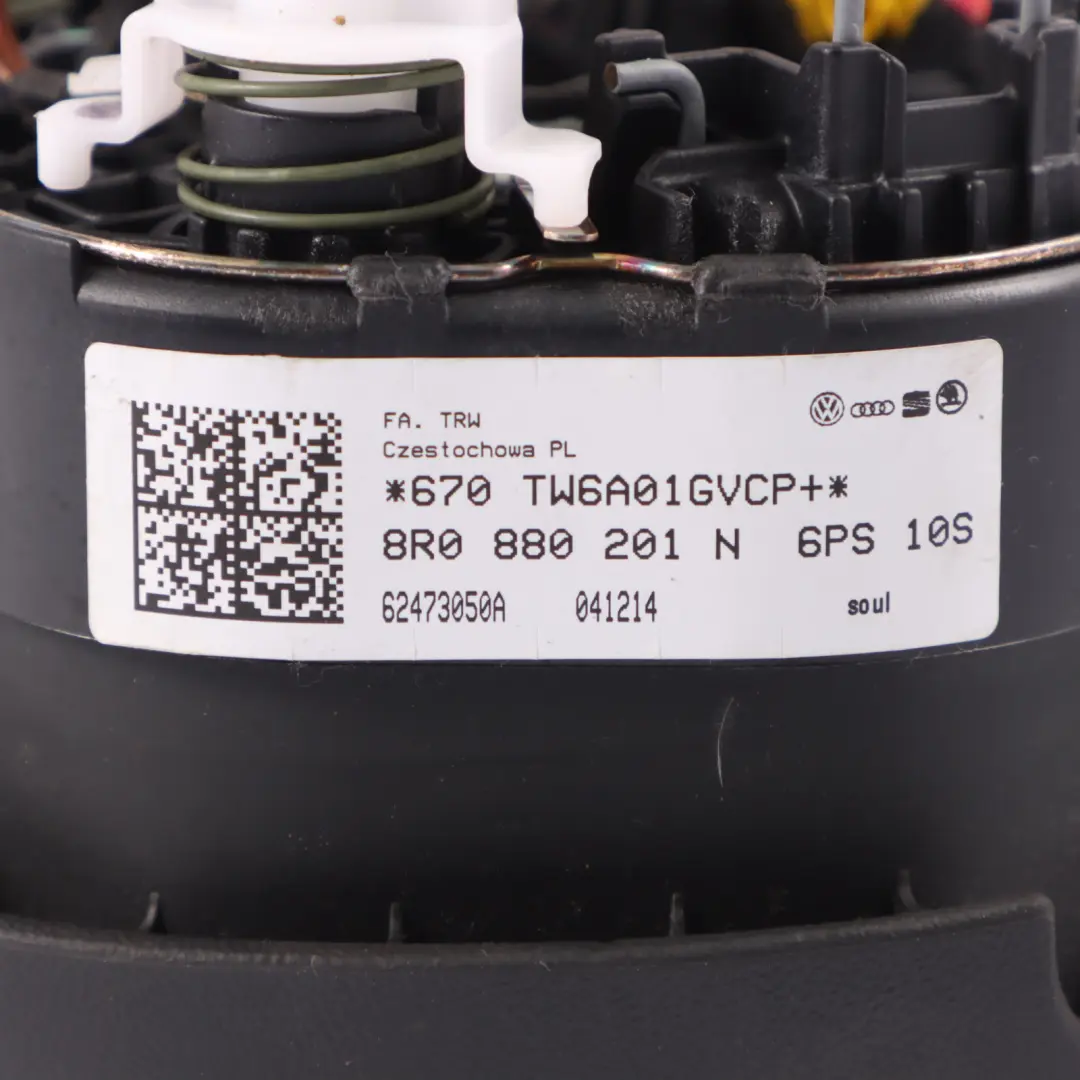 FA. TRW
Czestochowa PL
*670 TW6A01GVCP+*
8R0 880 201 N 6PS 10S
62473050A 041214 soul